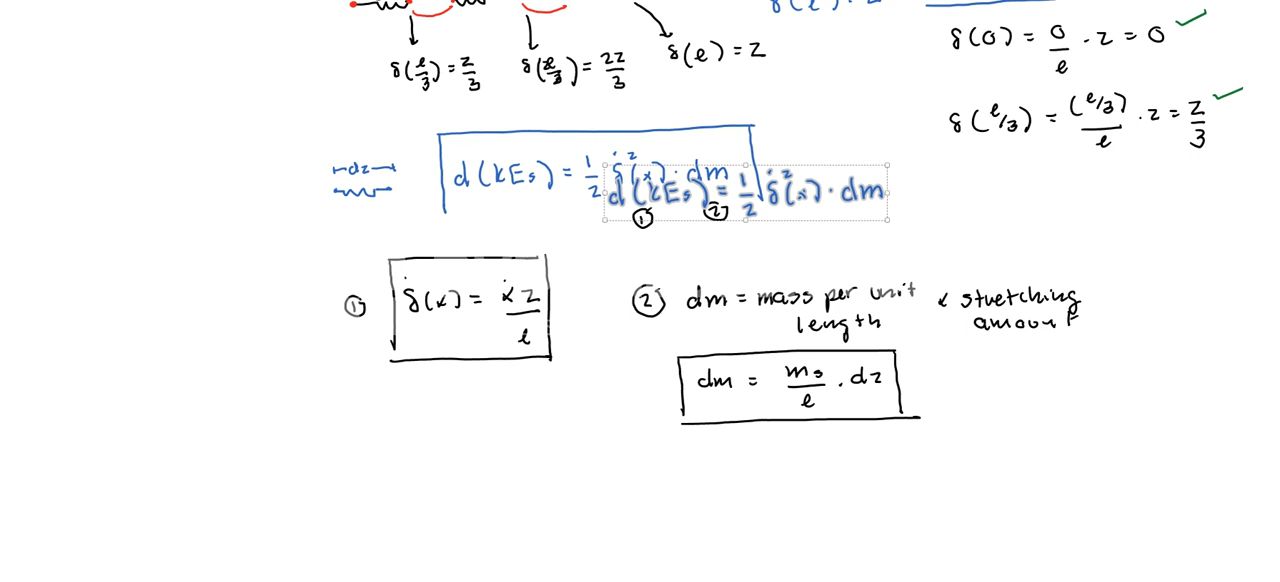 δ(0) = 0/ℓ · z = 0 ✓
δ(ℓ/3) = z/3
δ(2ℓ/3) = 2z/3
δ(ℓ) = z
δ(ℓ/3) = (ℓ/3)/ℓ · z = z/3 ✓
dz
d(KEs) = 1/2 δ̇²(x) · dm
d(KEs) = 1/2 δ̇²(x) · dm
① ②
① δ̇(x) = ẋz/ℓ
② dm = mass per unit
length
stretching
amount
dm = ms/ℓ · dz